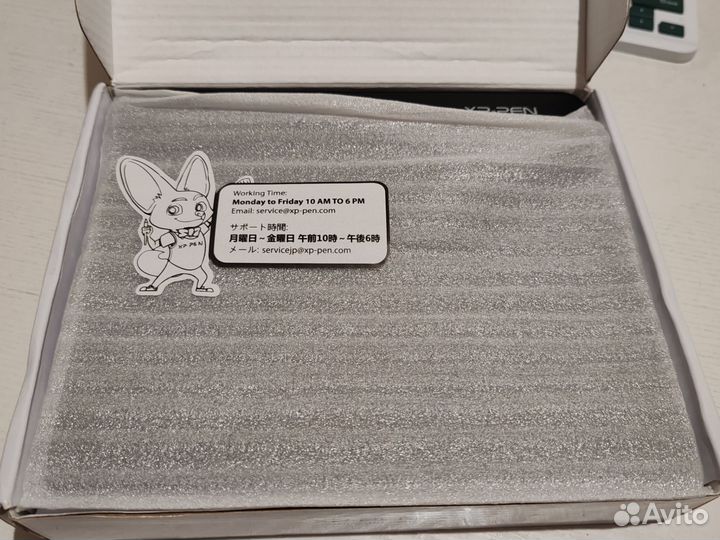 XP-PEN
Working Time:
Monday to Friday 10 AM TO 6 PM
Email: service@xp-pen.com
サポート時間:
月曜日～金曜日 午前10時～午後6時
メール: servicejp@xp-pen.com
XP-PEN
Avito